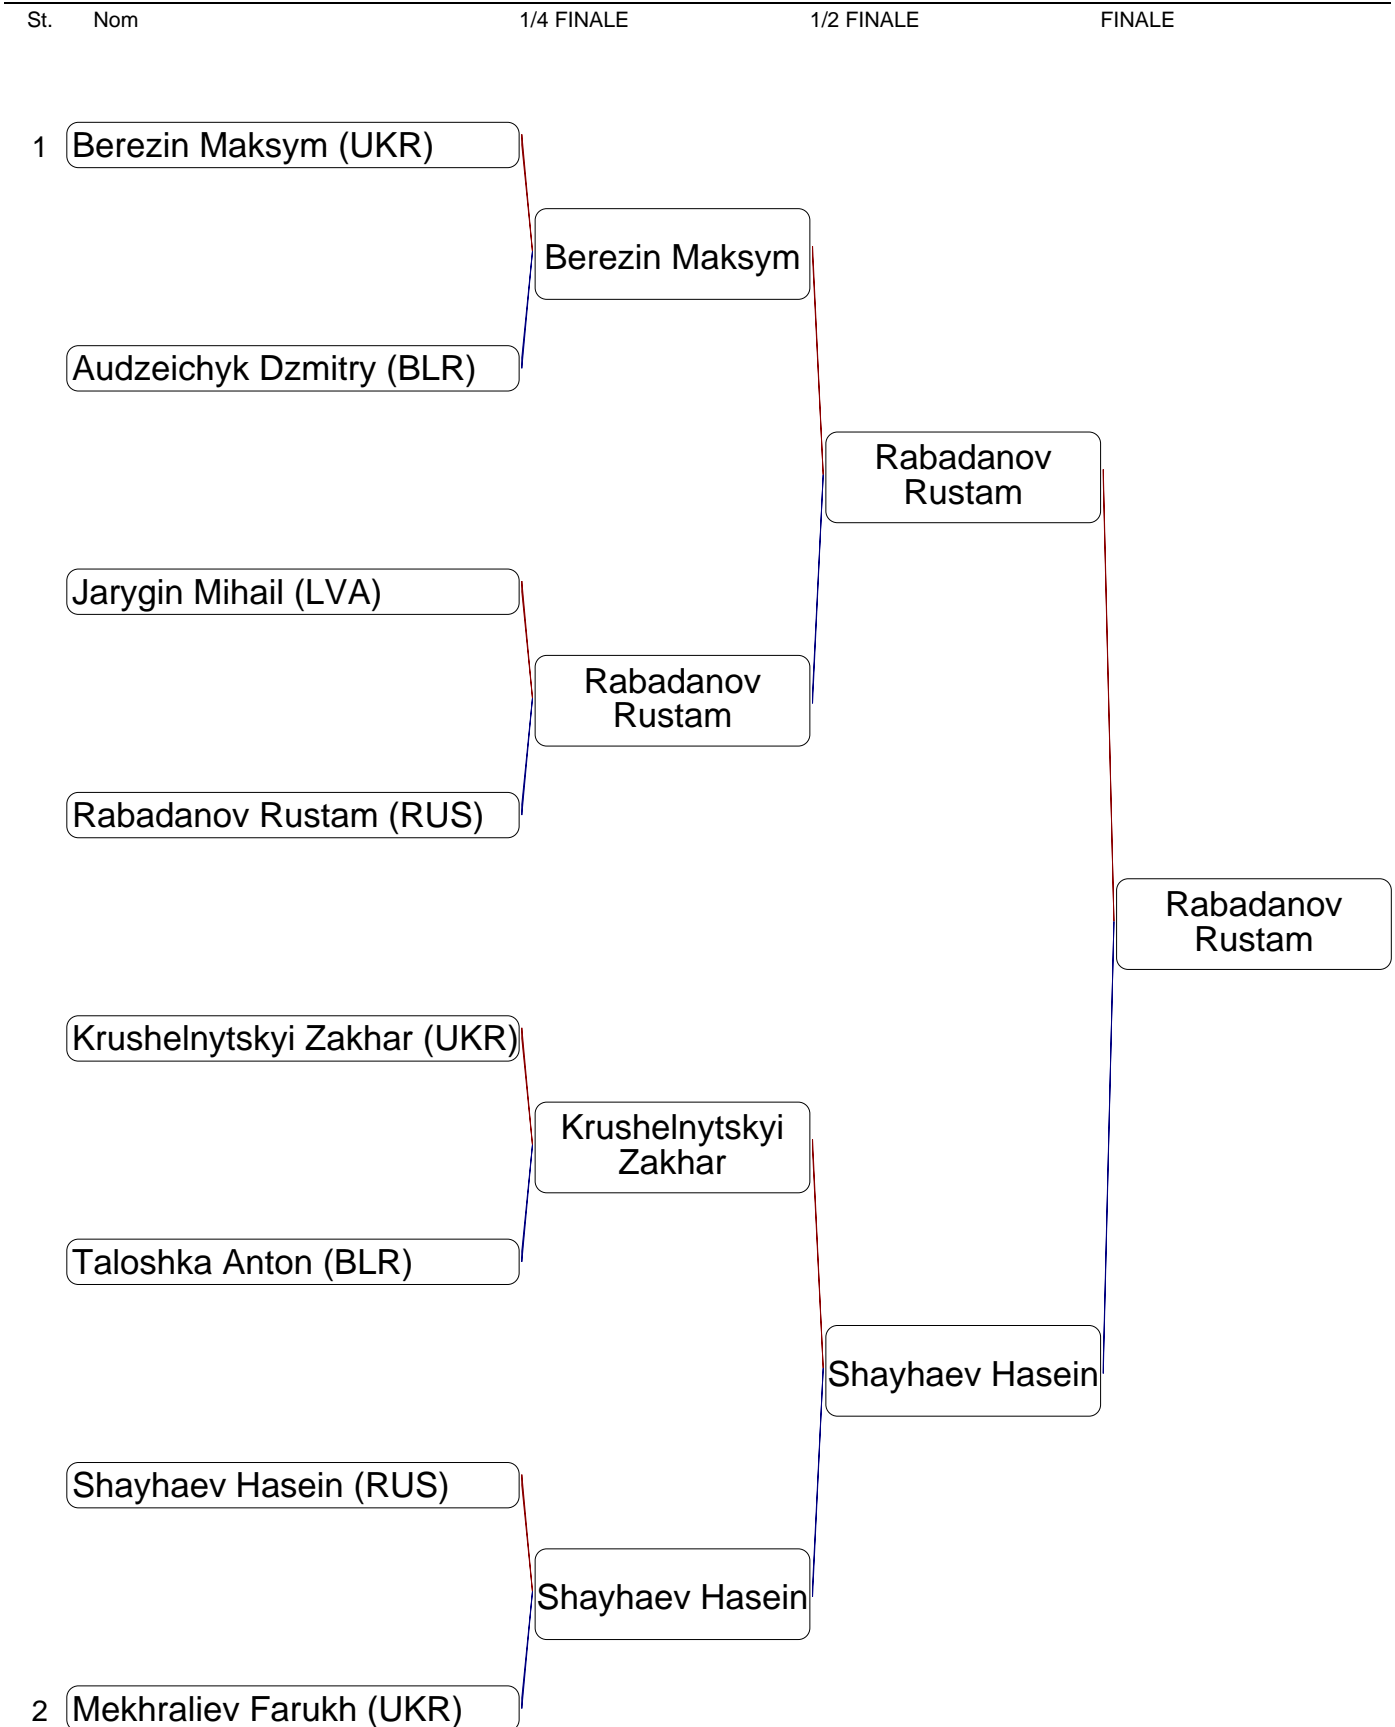 St. Nom 1/4 FINALE 1/2 FINALE FINALE
1 Berezin Maksym (UKR)
Berezin Maksym
Audzeichyk Dzmitry (BLR)
Rabadanov
Rustam
Jarygin Mihail (LVA)
Rabadanov
Rustam
Rabadanov Rustam (RUS)
Rabadanov
Rustam
Krushelnytskyi Zakhar (UKR)
Krushelnytskyi
Zakhar
Taloshka Anton (BLR)
Shayhaev Hasein
Shayhaev Hasein (RUS)
Shayhaev Hasein
2 Mekhraliev Farukh (UKR)